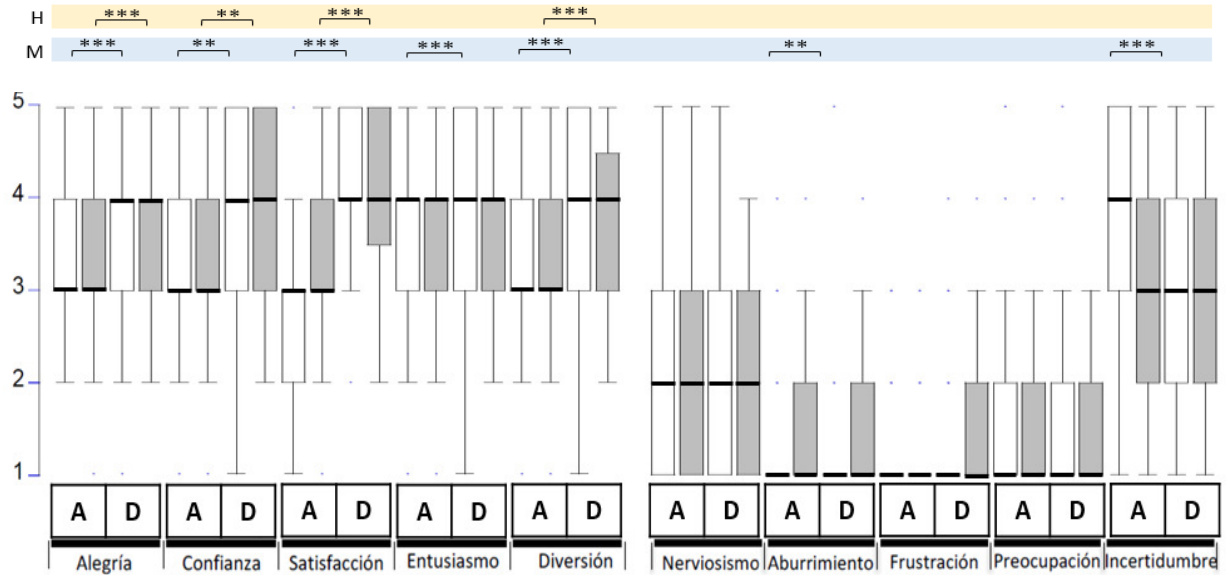 H *** ** *** ***
M *** ** *** *** *** ** ***
5
4
3
2
1
A D A D A D A D A D A D A D A D A D A D
Alegría Confianza Satisfacción Entusiasmo Diversión Nerviosismo Aburrimiento Frustración Preocupación Incertidumbre